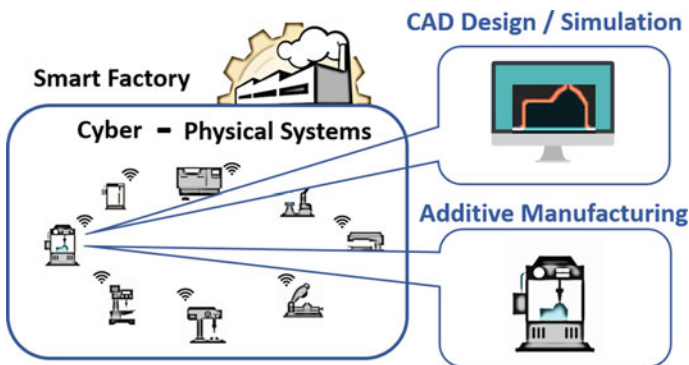 CAD Design / Simulation
Smart Factory
Cyber - Physical Systems
Additive Manufacturing